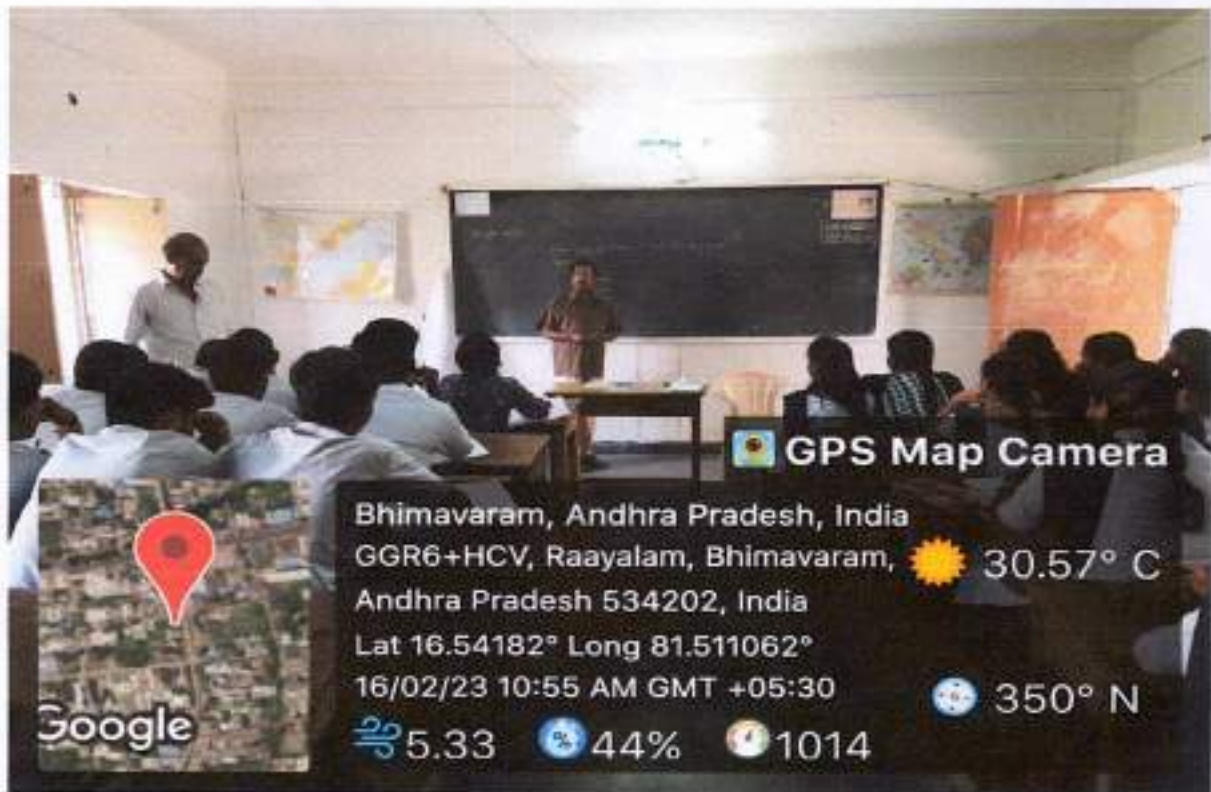 GPS Map Camera
Bhimavaram, Andhra Pradesh, India
GGR6+HCV, Raayalam, Bhimavaram,
Andhra Pradesh 534202, India
30.57° C
Lat 16.54182° Long 81.511062°
16/02/23 10:55 AM GMT +05:30
350° N
5.33 44% 1014
Google